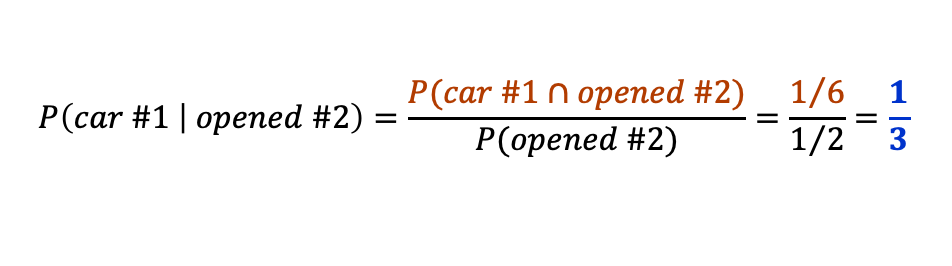 P(car #1 | opened #2) = P(car #1 ∩ opened #2) / P(opened #2) = 1/6 / 1/2 = 1/3